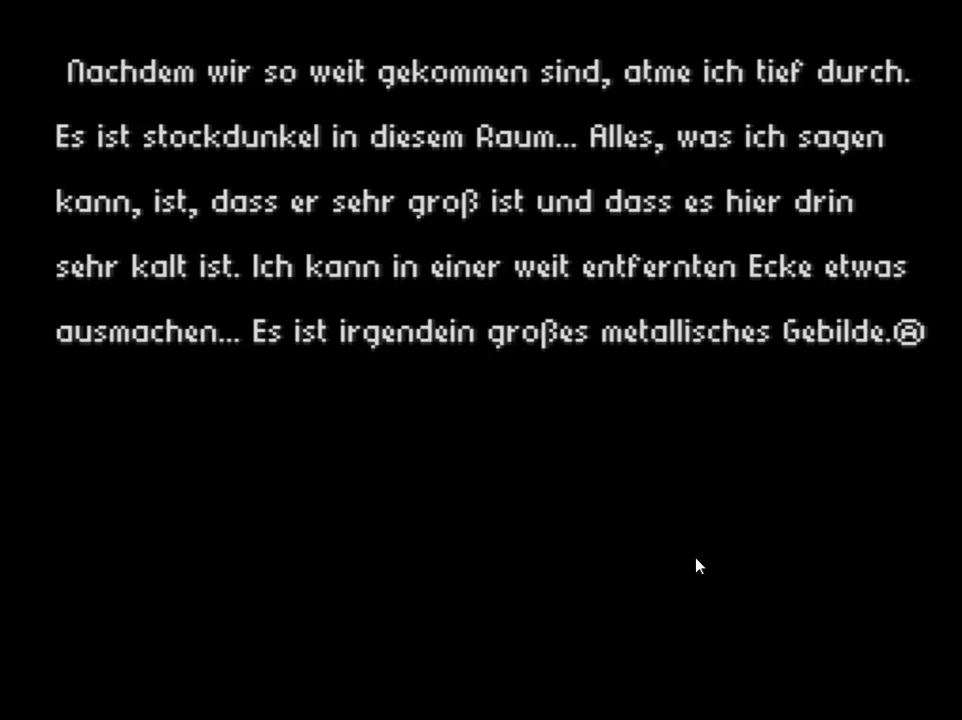 Nachdem wir so weit gekommen sind, atme ich tief durch.
Es ist stockdunkel in diesem Raum... Alles, was ich sagen
kann, ist, dass er sehr groß ist und dass es hier drin
sehr kalt ist. Ich kann in einer weit entfernten Ecke etwas
ausmachen... Es ist irgendein großes metallisches Gebilde.